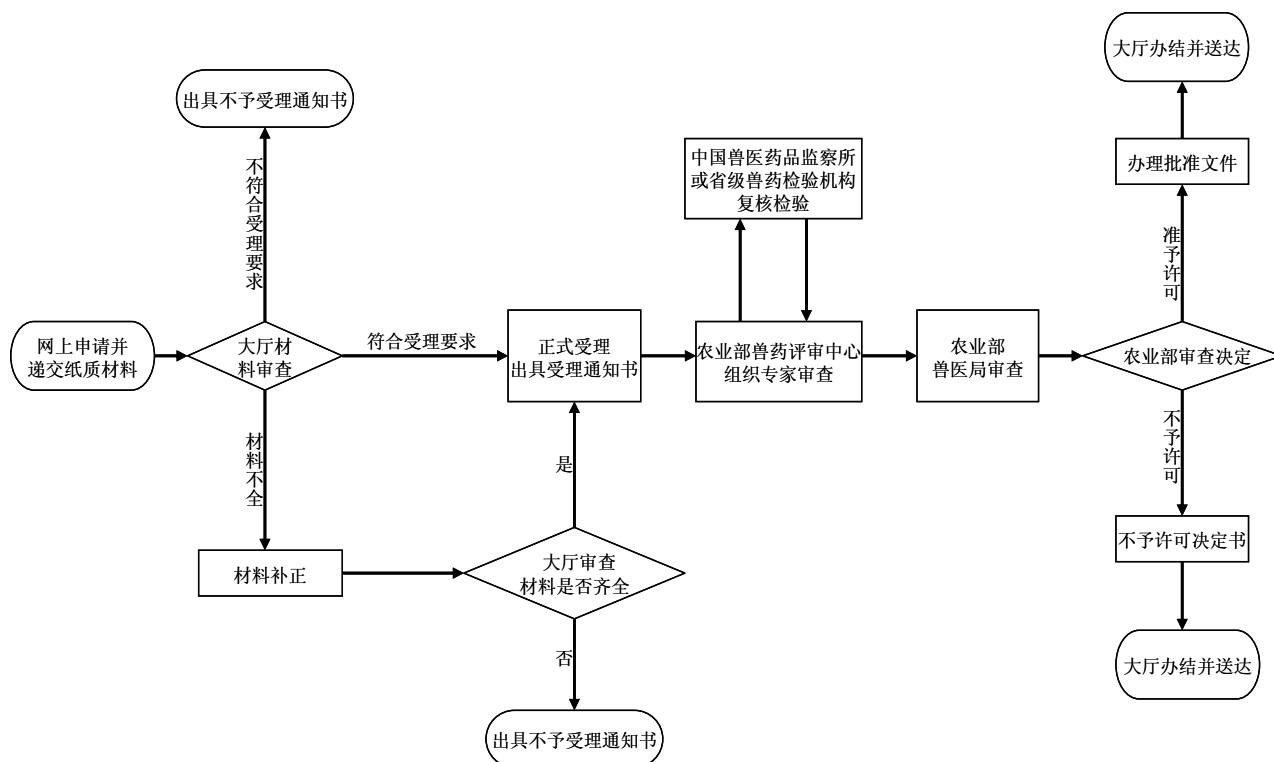 大厅办结并送达
出具不予受理通知书
中国兽医药品监察所
或省级兽药检验机构
复核检验
办理批准文件
不符合受理要求
准予许可
网上申请并
递交纸质材料
大厅材
料审查
符合受理要求
正式受理
出具受理通知书
农业部兽药评审中心
组织专家审查
农业部
兽医局审查
农业部审查决定
材料不全
是
不予许可
材料补正
大厅审查
材料是否齐全
不予许可决定书
否
大厅办结并送达
出具不予受理通知书